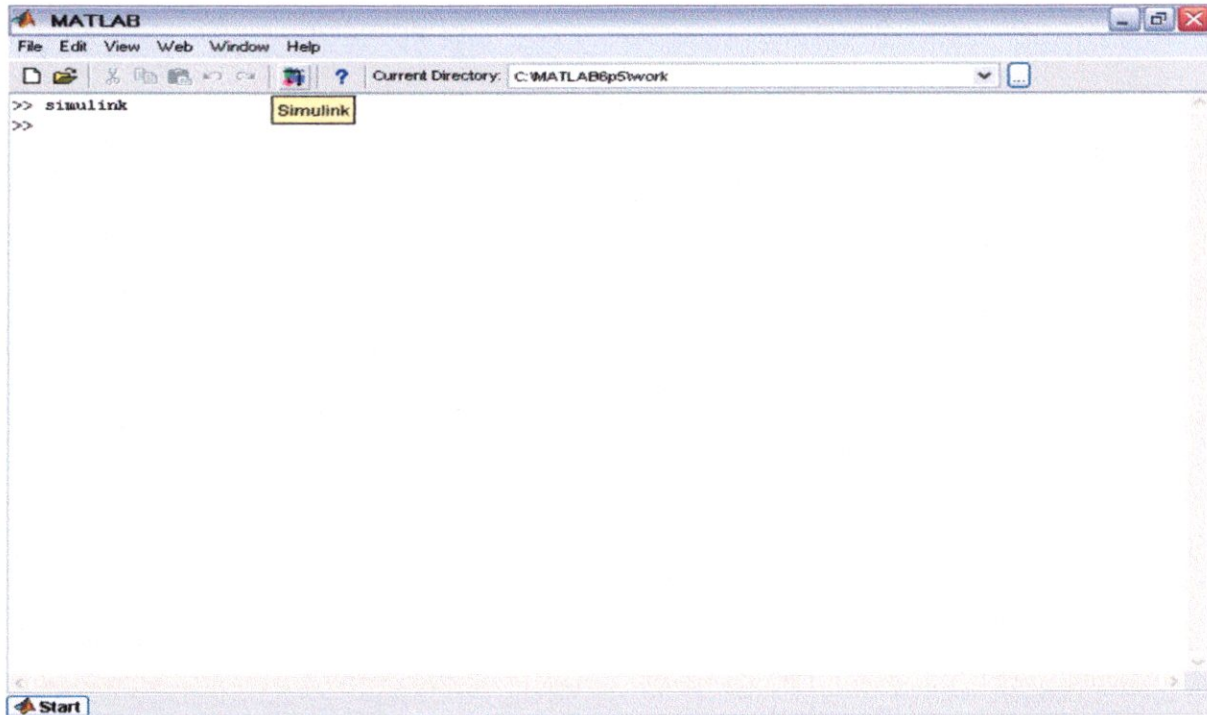 MATLAB
File Edit View Web Window Help
? Current Directory: C:\MATLAB6p5\work ...
>> simulink
Simulink
>>
Start